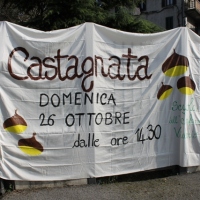 Castagnata
DOMENICA
26 OTTOBRE
dalle ore 14.30